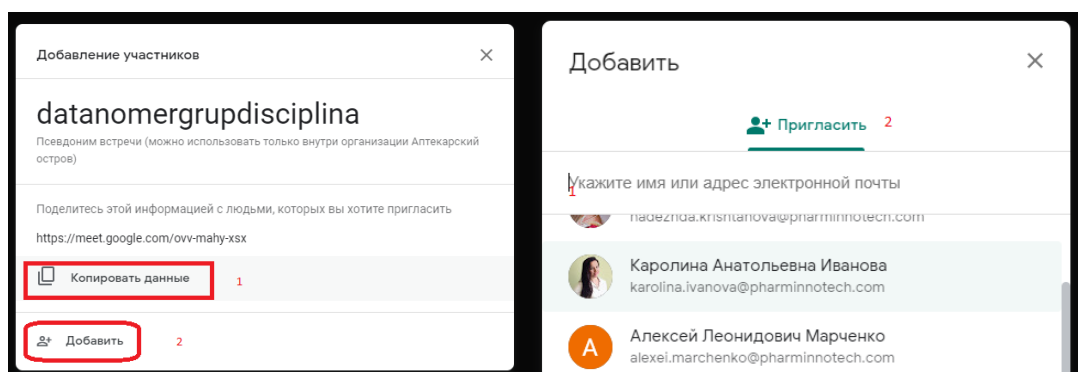 Добавление участников
datanomergrupdisciplina
Псевдоним встречи (можно использовать только внутри организации Аптекарский
остров)
Поделитесь этой информацией с людьми, которых вы хотите пригласить
https://meet.google.com/ovv-mahy-xsx
Копировать данные 1
Добавить 2
Добавить
Пригласить 2
Укажите имя или адрес электронной почты
1
nadezhda.krishtanova@pharminnotech.com
Каролина Анатольевна Иванова
karolina.ivanova@pharminnotech.com
А
Алексей Леонидович Марченко
alexei.marchenko@pharminnotech.com